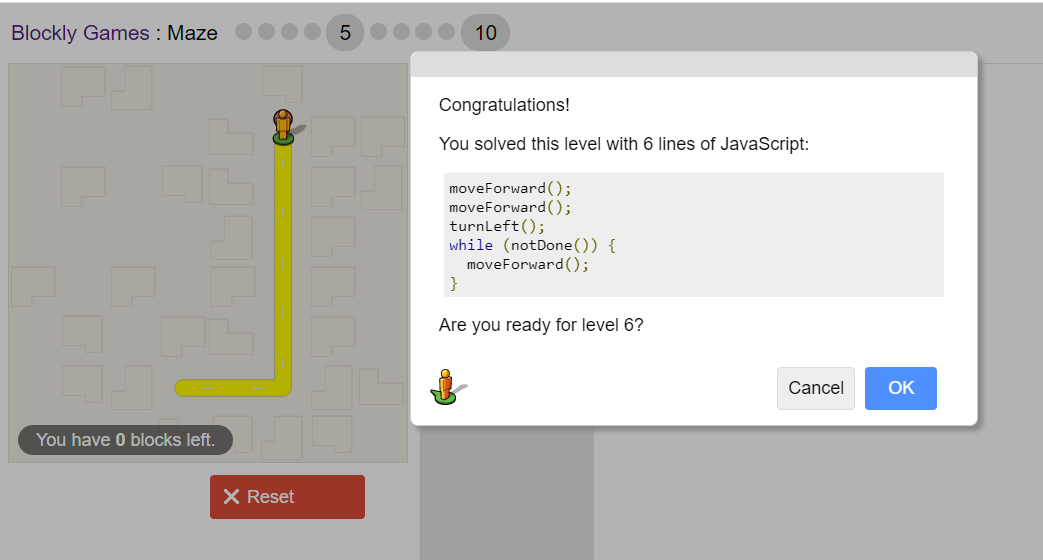 Blockly Games : Maze 5 10
Congratulations!
You solved this level with 6 lines of JavaScript:
moveForward();
moveForward();
turnLeft();
while (notDone()) {
  moveForward();
}
Are you ready for level 6?
Cancel OK
You have 0 blocks left.
Reset